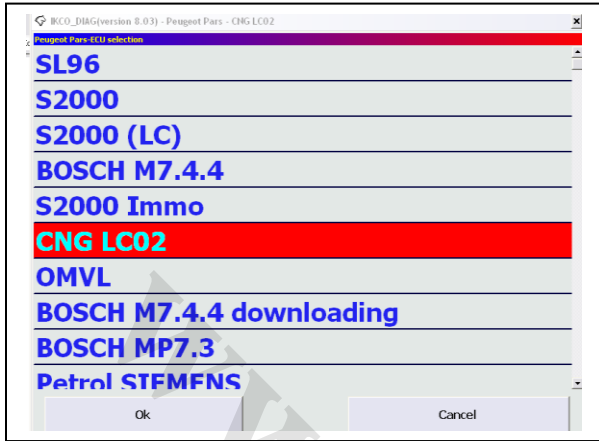 IKCO_DIAG(version 8.03) - Peugeot Pars - CNG LC02
Peugeot Pars-ECU selection
SL96
S2000
S2000 (LC)
BOSCH M7.4.4
S2000 Immo
CNG LC02
OMVL
BOSCH M7.4.4 downloading
BOSCH MP7.3
Petrol SIEMENS
Ok Cancel